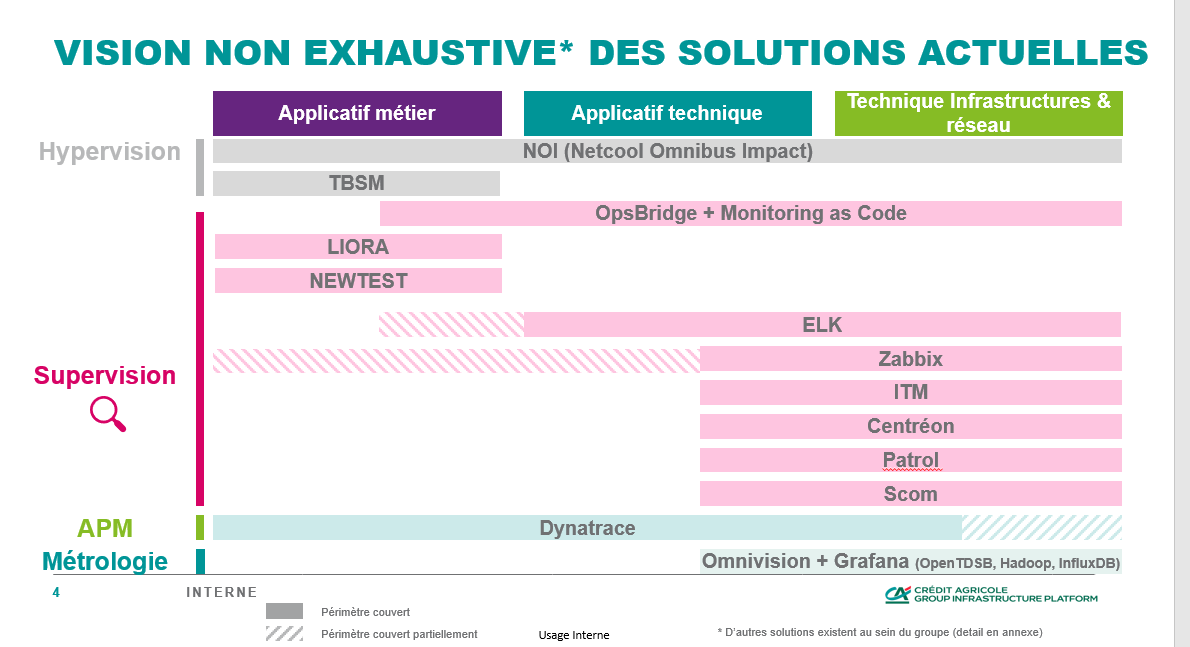 VISION NON EXHAUSTIVE* DES SOLUTIONS ACTUELLES
Applicatif métier
Applicatif technique
Technique Infrastructures &
réseau
Hypervision
NOI (Netcool Omnibus Impact)
TBSM
OpsBridge + Monitoring as Code
LIORA
NEWTEST
ELK
Supervision
Zabbix
ITM
Centréon
Patrol
Scom
APM
Dynatrace
Métrologie
Omnivision + Grafana (OpenTDSB, Hadoop, InfluxDB)
4
INTERNE
CA CRÉDIT AGRICOLE
GROUP INFRASTRUCTURE PLATFORM
Périmètre couvert
Périmètre couvert partiellement
Usage Interne
* D'autres solutions existent au sein du groupe (detail en annexe)